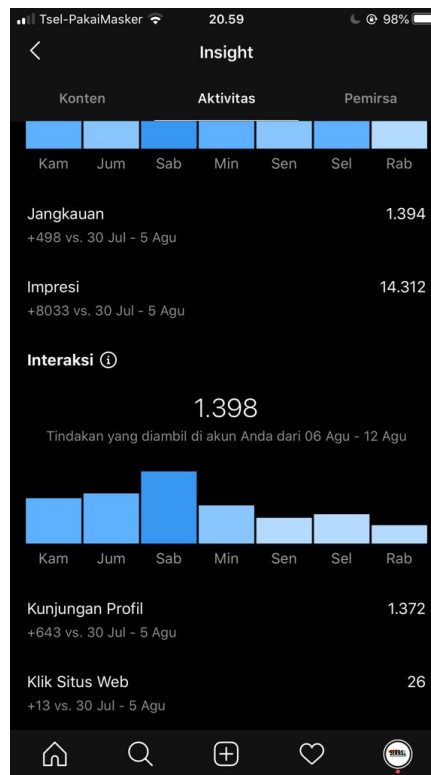 Tsel-PakaiMasker 20.59 98%
Insight
Konten Aktivitas Pemirsa
Kam Jum Sab Min Sen Sel Rab
Jangkauan 1.394
+498 vs. 30 Jul - 5 Agu
Impresi 14.312
+8033 vs. 30 Jul - 5 Agu
Interaksi
1.398
Tindakan yang diambil di akun Anda dari 06 Agu - 12 Agu
Kam Jum Sab Min Sen Sel Rab
Kunjungan Profil 1.372
+643 vs. 30 Jul - 5 Agu
Klik Situs Web 26
+13 vs. 30 Jul - 5 Agu